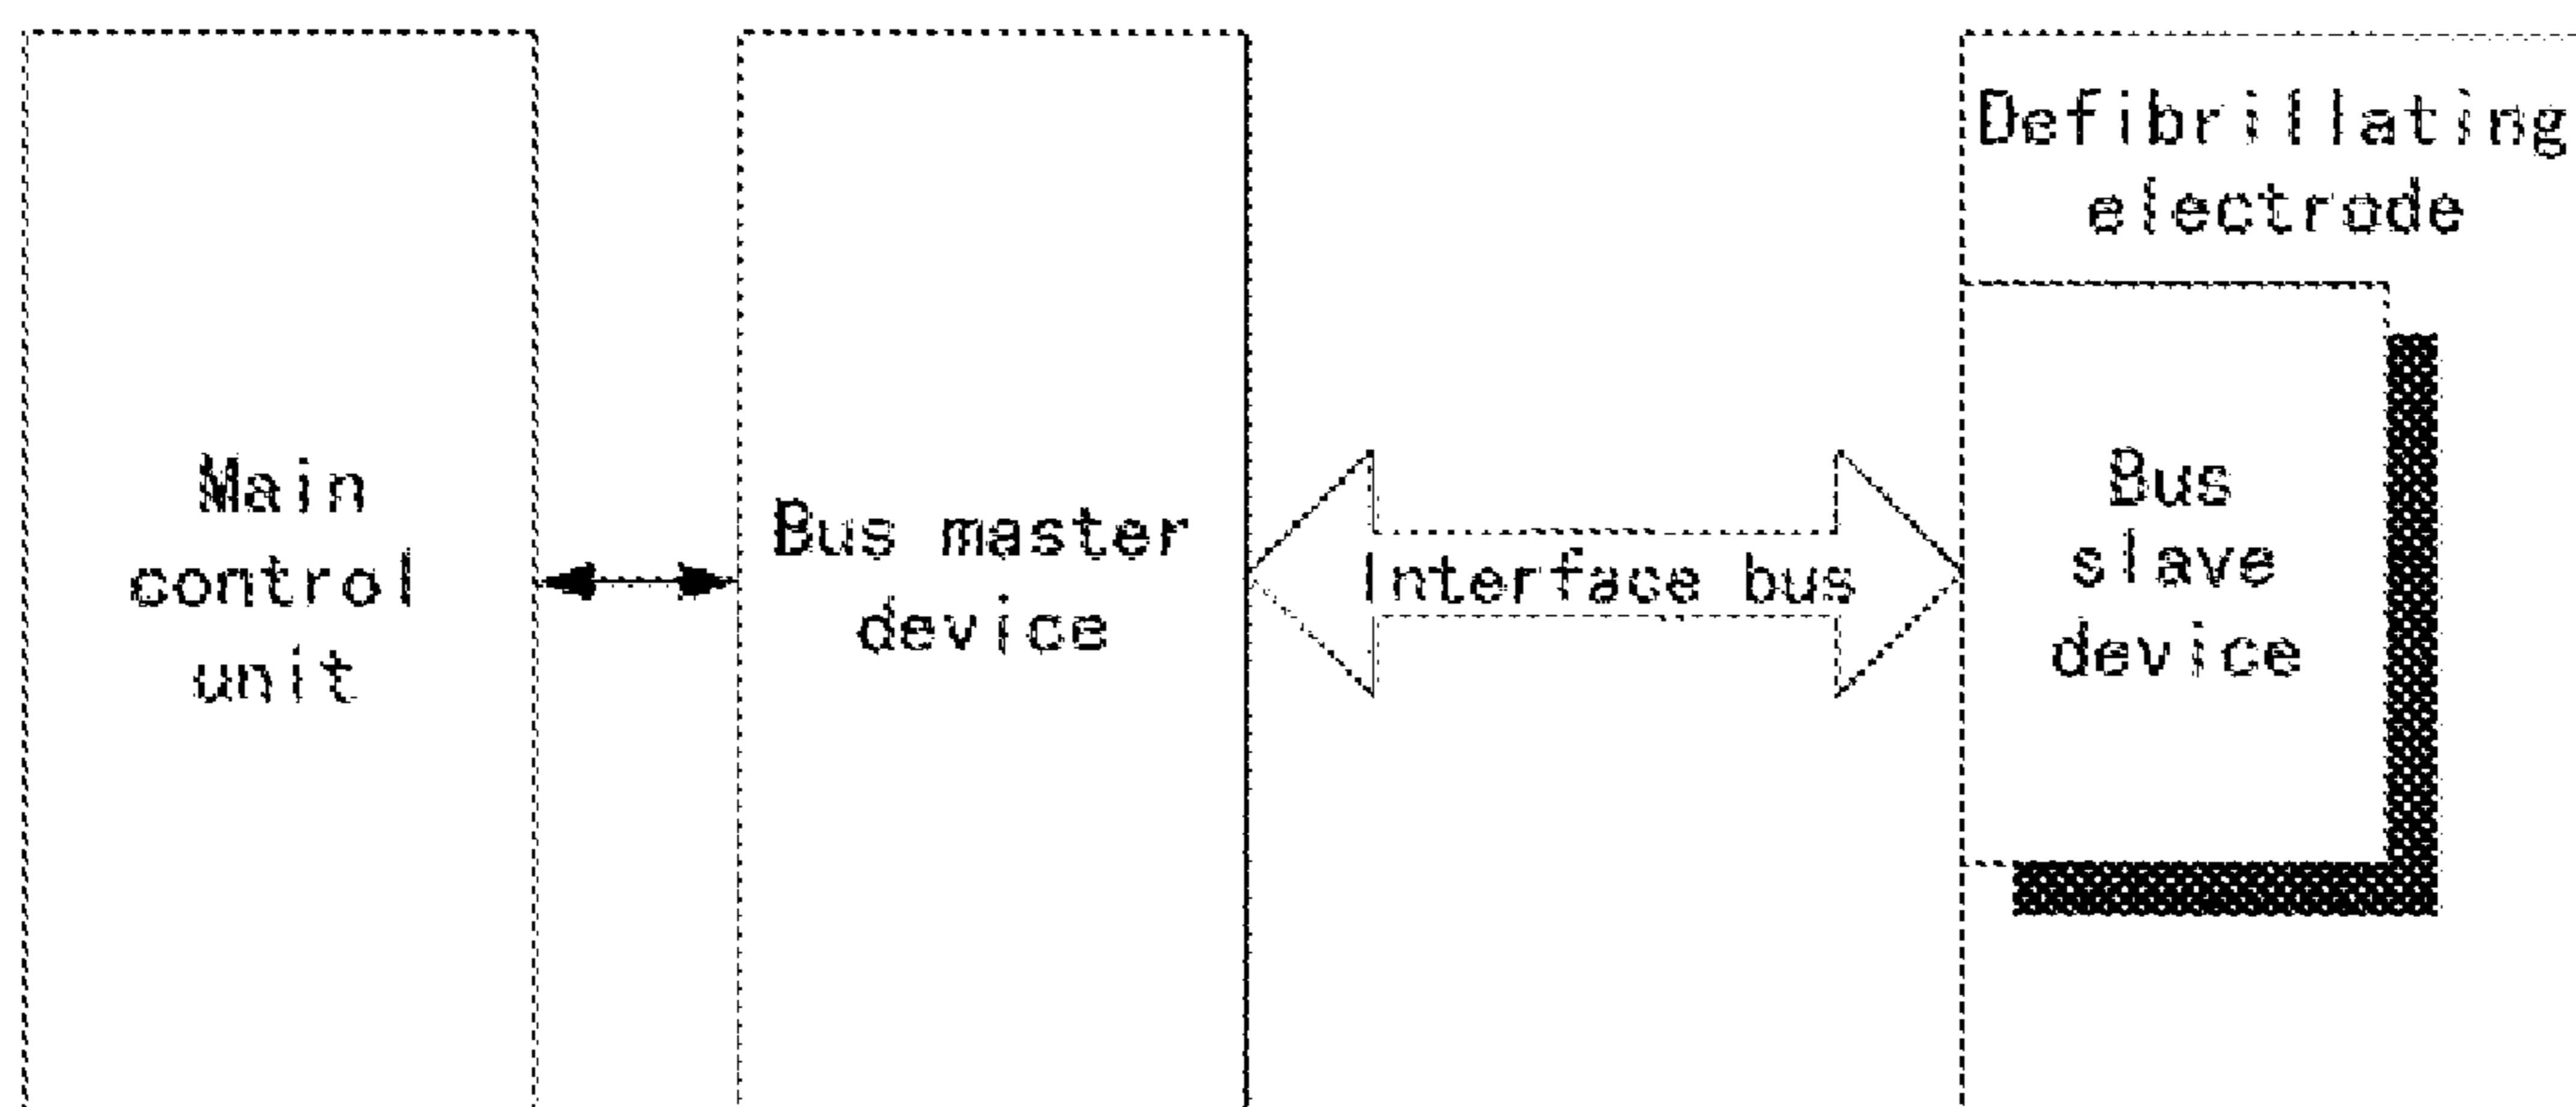 Main
control
unit
Bus master
device
Interface bus
Defibrillating
electrode
Bus
slave
device